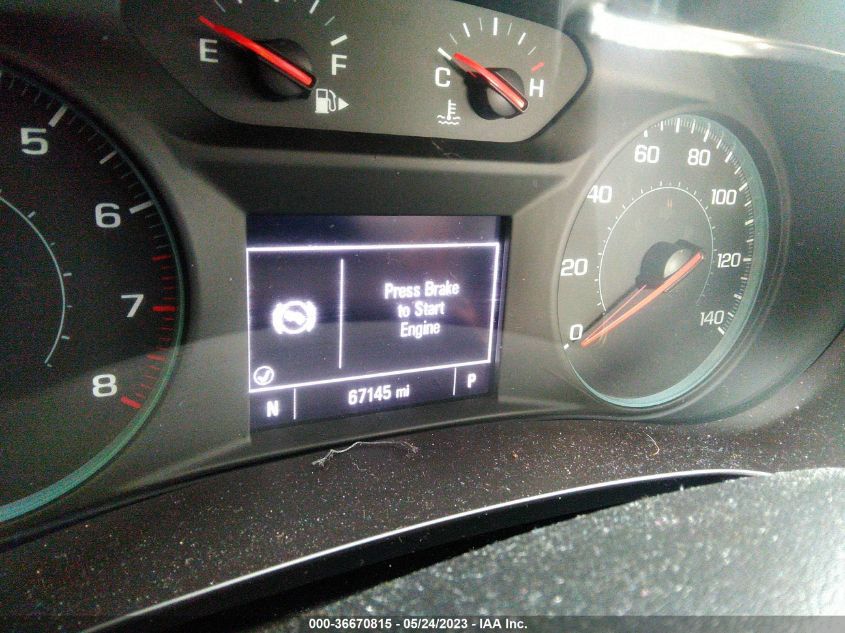 E F
C H
5
6
7
8
Press Brake
to Start
Engine
N 67145 mi P
0 20 40 60 80 100 120 140
000-36670815 - 05/24/2023 - IAA Inc.